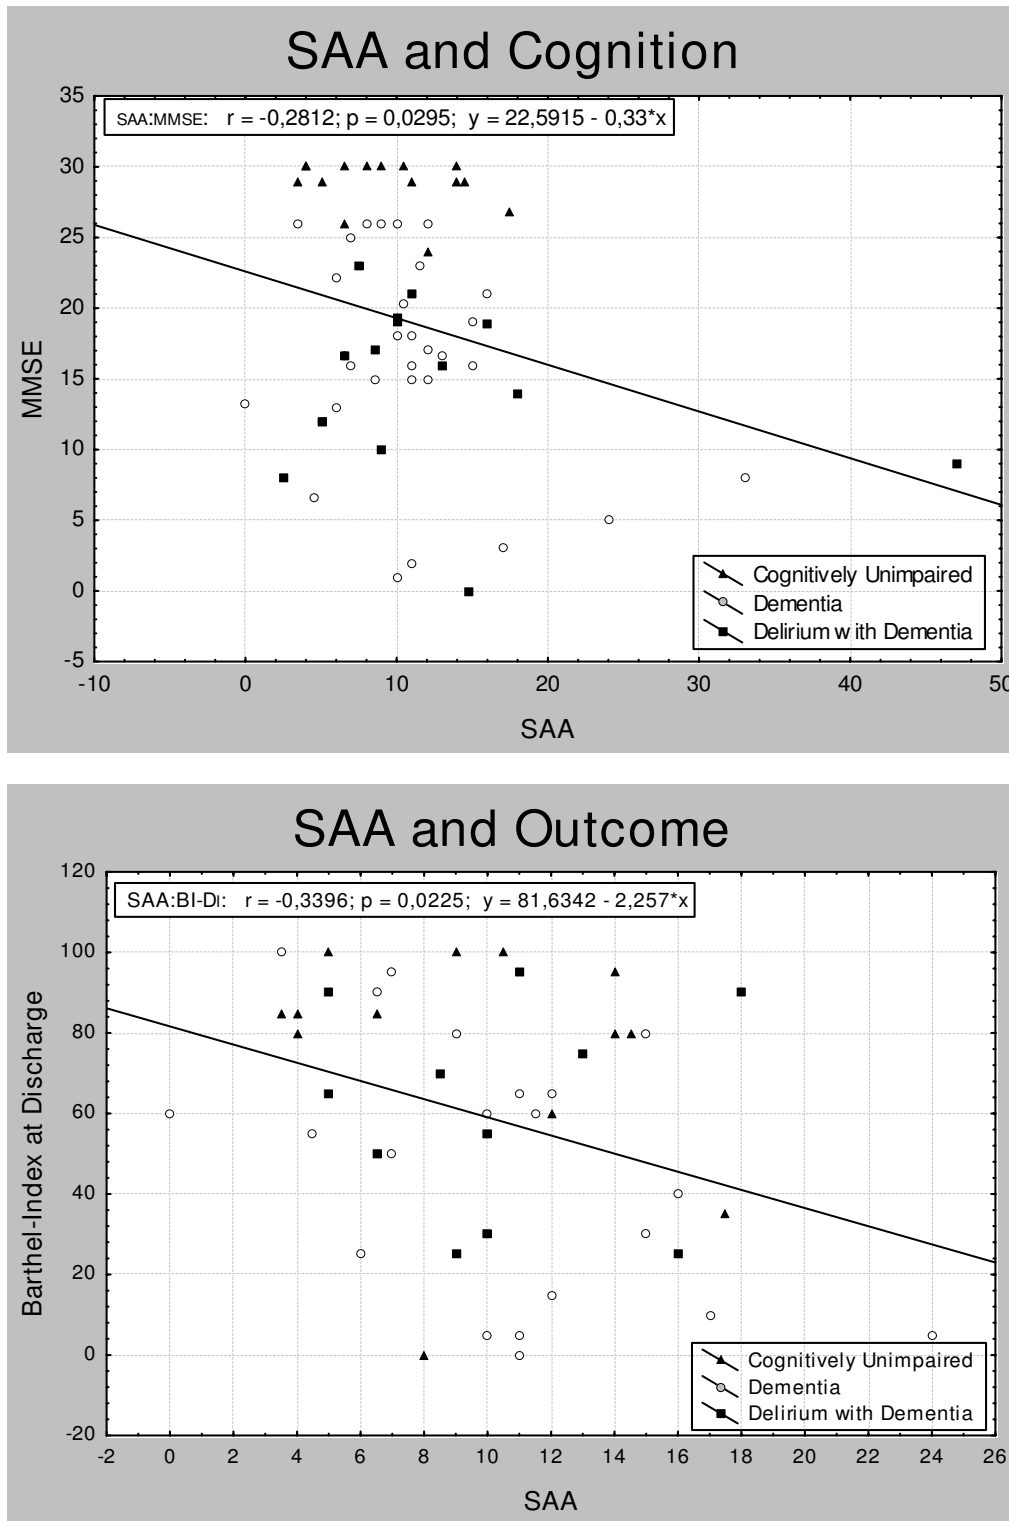 SAA and Cognition
35
SAA:MMSE: r = -0,2812; p = 0,0295; y = 22,5915 - 0,33*x
30
25
20
15
10
5
0
-5
MMSE
Cognitively Unimpaired
Dementia
Delirium with Dementia
-10 0 10 20 30 40 50
SAA
SAA and Outcome
120
SAA:BI-DI: r = -0,3396; p = 0,0225; y = 81,6342 - 2,257*x
100
80
60
40
20
0
-20
Barthel-Index at Discharge
Cognitively Unimpaired
Dementia
Delirium with Dementia
-2 0 2 4 6 8 10 12 14 16 18 20 22 24 26
SAA